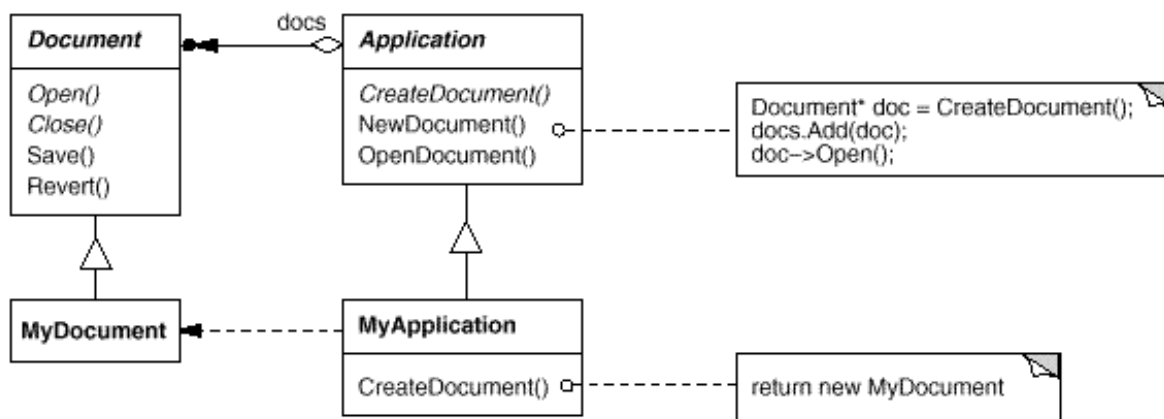 docs
Document
Open()
Close()
Save()
Revert()
Application
CreateDocument()
NewDocument()
OpenDocument()
Document* doc = CreateDocument();
docs.Add(doc);
doc−>Open();
MyDocument
MyApplication
CreateDocument()
return new MyDocument